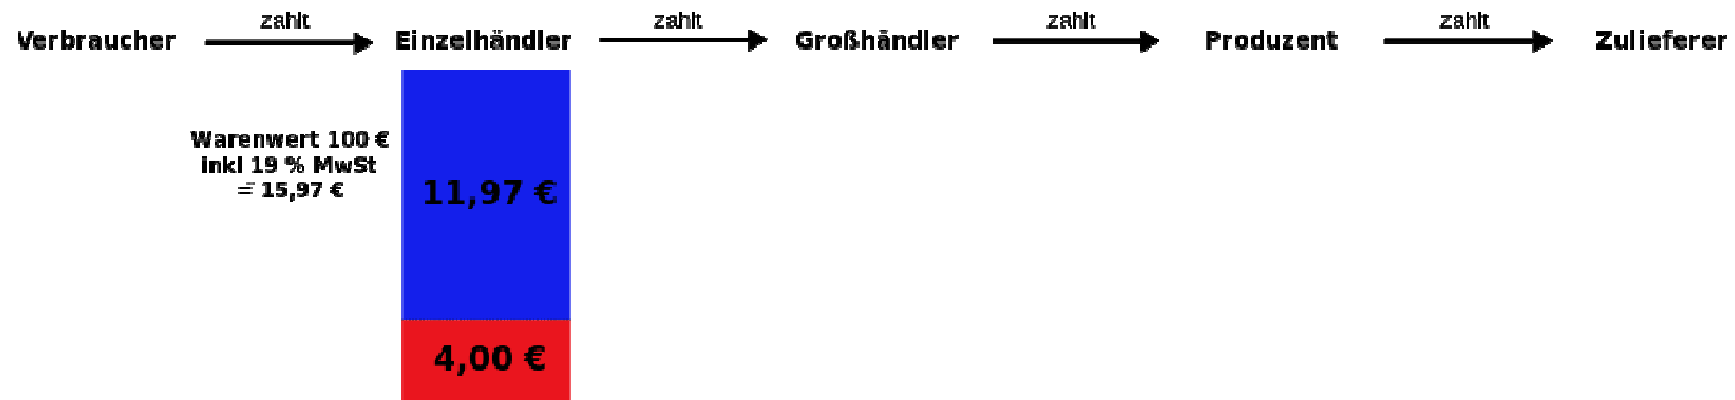 Verbraucher zahlt Einzelhändler zahlt Großhändler zahlt Produzent zahlt Zulieferer
Warenwert 100 €
inkl 19 % MwSt
= 15,97 €
11,97 €
4,00 €